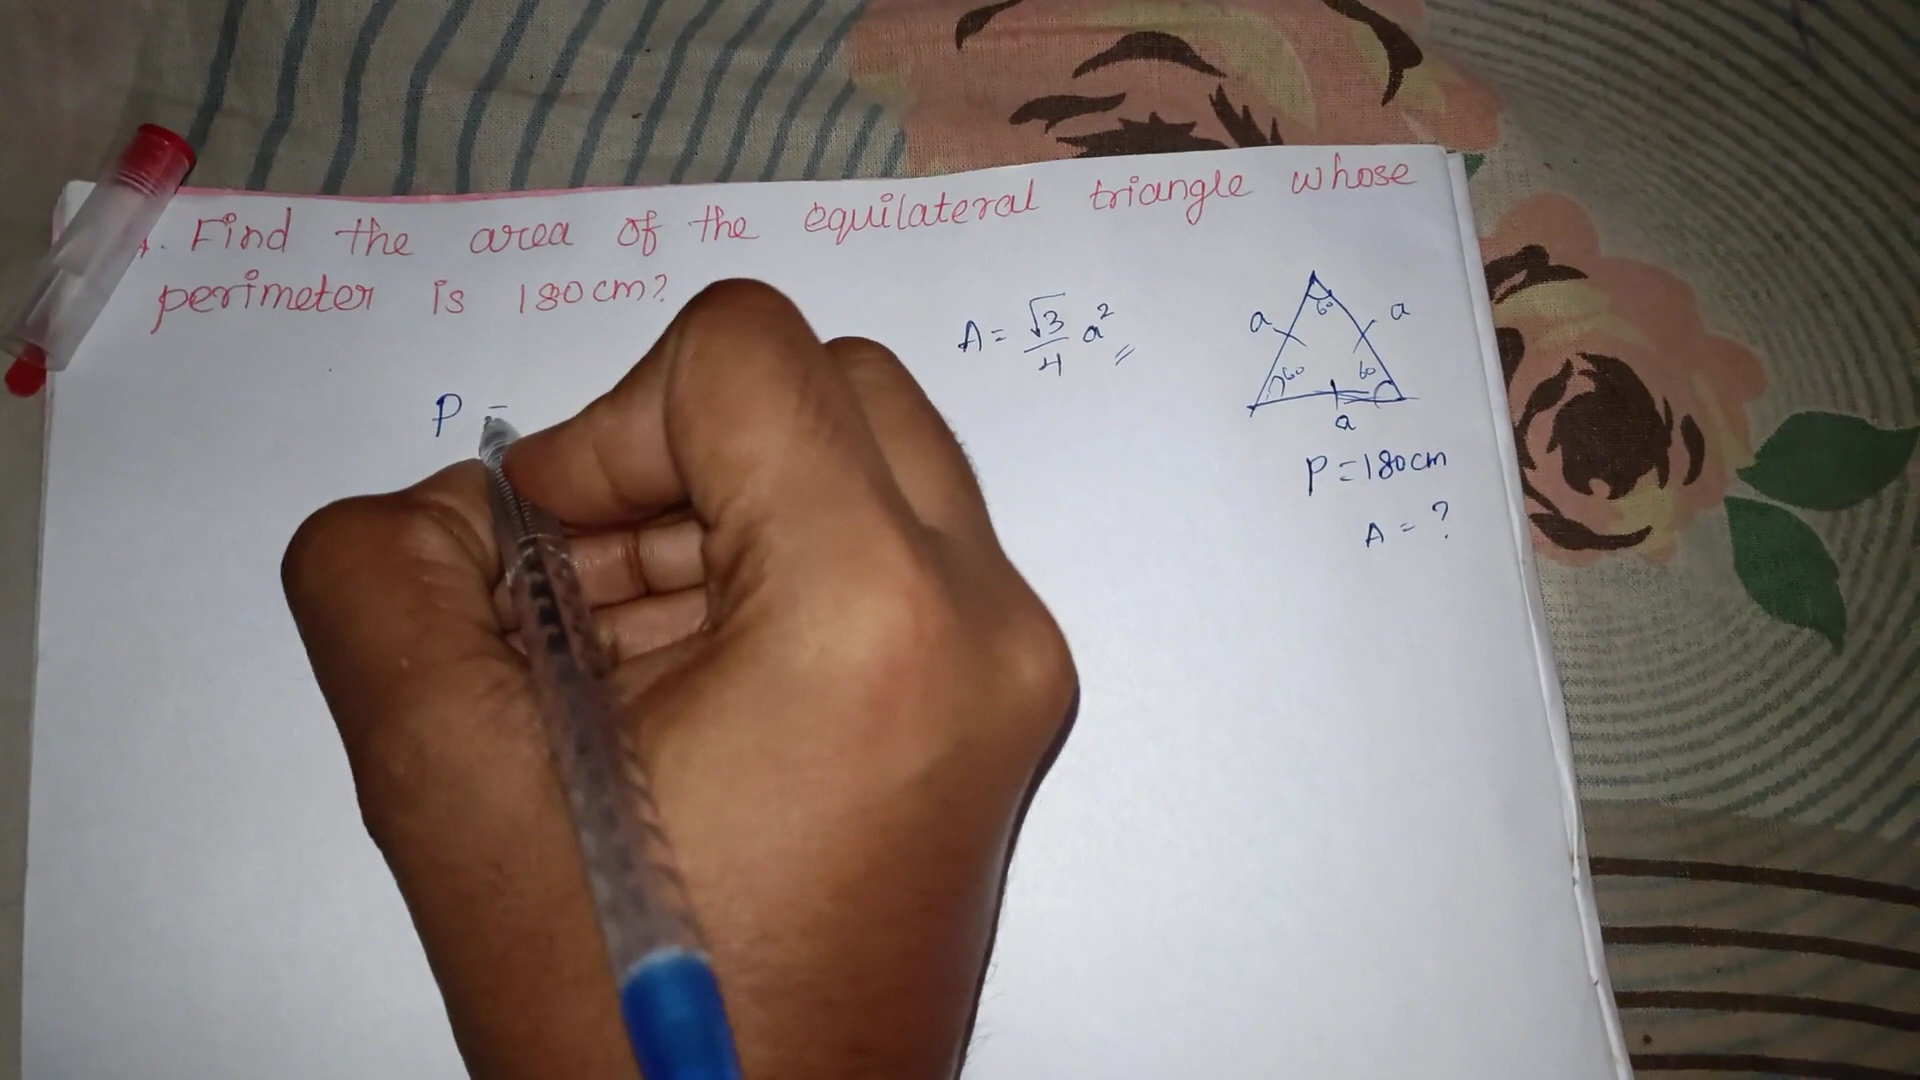 Find the area of the equilateral triangle whose
perimeter is 180cm?
A = √3/4 a²
a a
60
60 60
a
P =
P = 180cm
A = ?